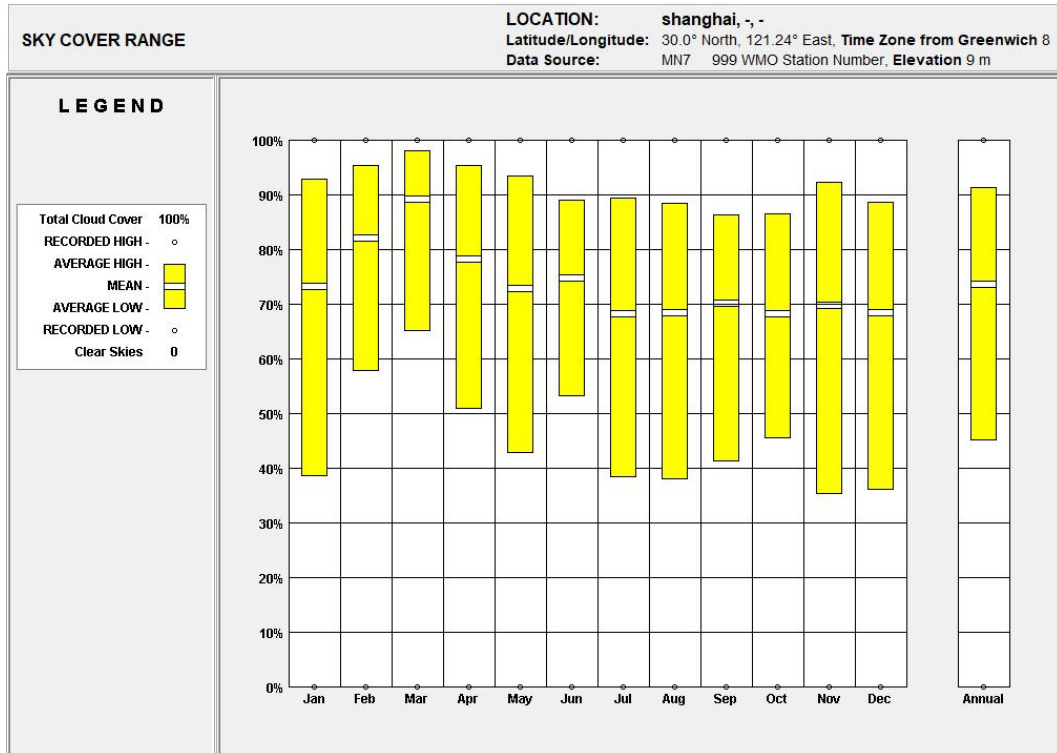 SKY COVER RANGE
LOCATION: shanghai, -, -
Latitude/Longitude: 30.0° North, 121.24° East, Time Zone from Greenwich 8
Data Source: MN7 999 WMO Station Number, Elevation 9 m
LEGEND
Total Cloud Cover 100%
RECORDED HIGH - o
AVERAGE HIGH -
MEAN -
AVERAGE LOW -
RECORDED LOW - o
Clear Skies 0
100%
90%
80%
70%
60%
50%
40%
30%
20%
10%
0%
Jan Feb Mar Apr May Jun Jul Aug Sep Oct Nov Dec Annual